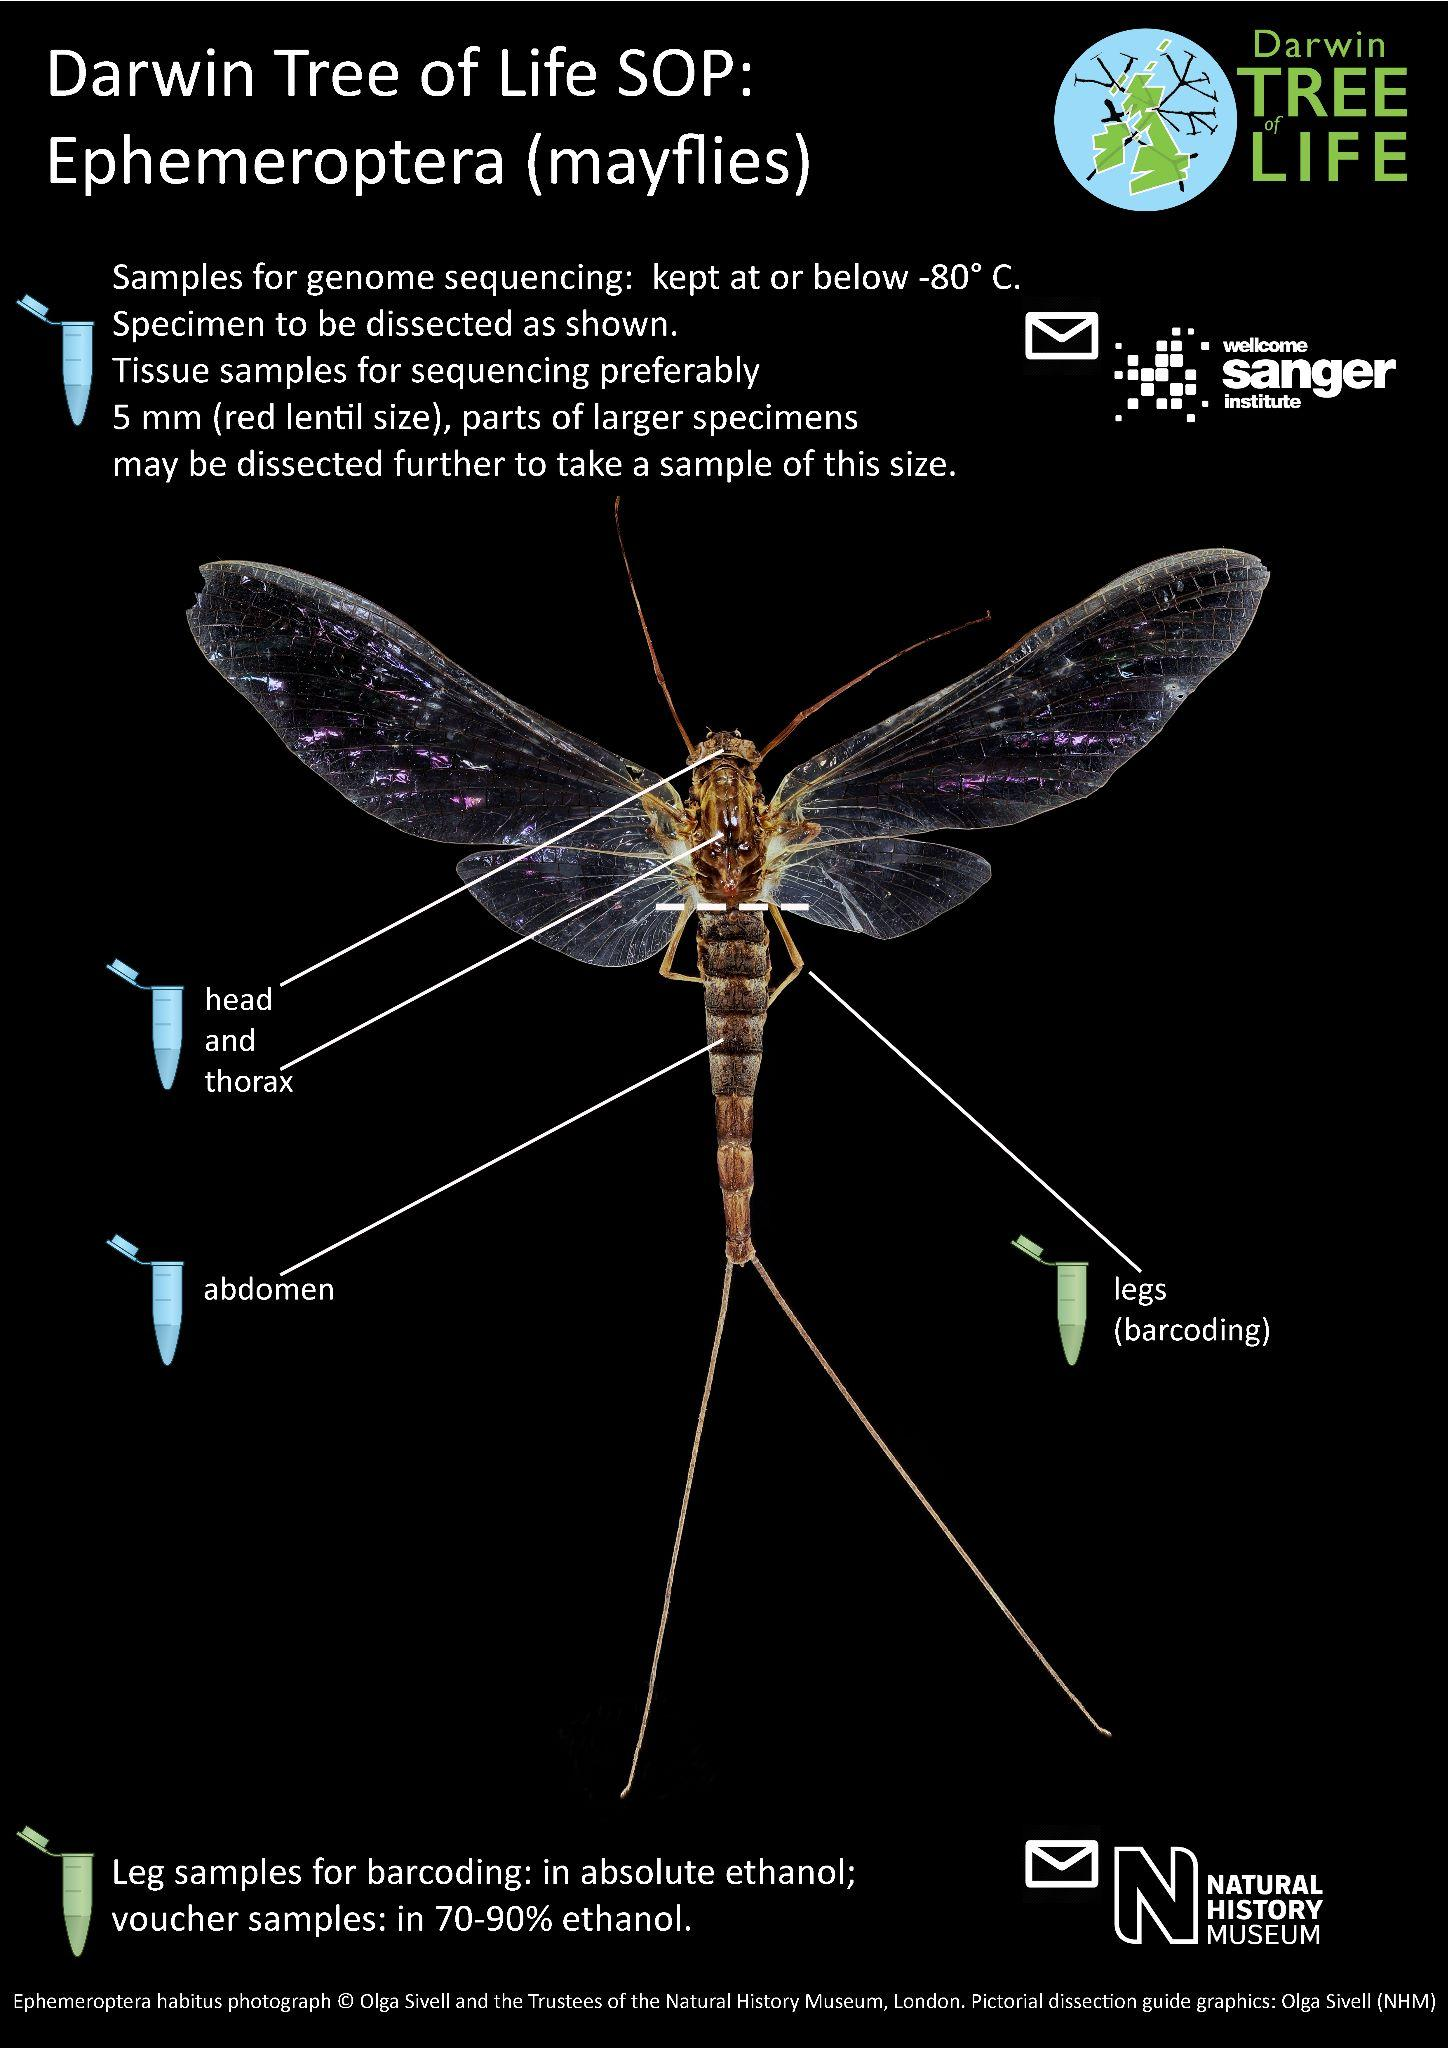 Darwin Tree of Life SOP:
Ephemeroptera (mayflies)
Darwin
TREE
of
LIFE
Samples for genome sequencing:  kept at or below -80° C.
Specimen to be dissected as shown.
Tissue samples for sequencing preferably
5 mm (red lentil size), parts of larger specimens
may be dissected further to take a sample of this size.
wellcome
sanger
institute
head
and
thorax
abdomen
legs
(barcoding)
Leg samples for barcoding: in absolute ethanol;
voucher samples: in 70-90% ethanol.
N
NATURAL
HISTORY
MUSEUM
Ephemeroptera habitus photograph © Olga Sivell and the Trustees of the Natural History Museum, London. Pictorial dissection guide graphics: Olga Sivell (NHM)